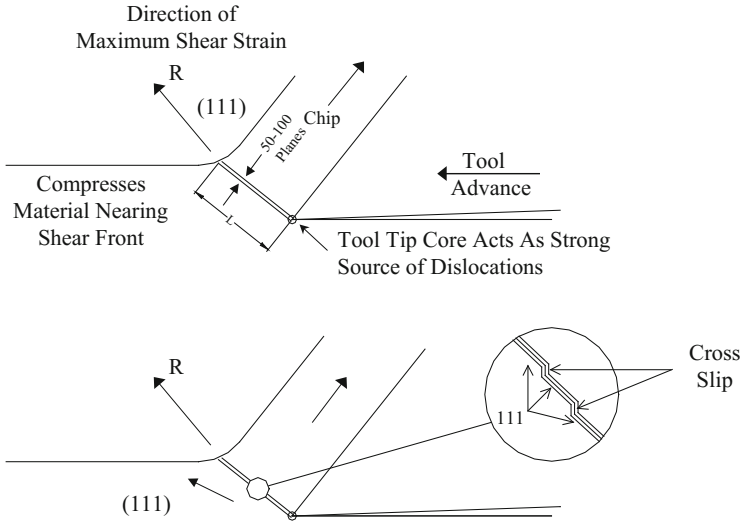 Direction of
Maximum Shear Strain
R
(111)
50-100
Planes
Chip
Tool
Advance
Compresses
Material Nearing
Shear Front
L
Tool Tip Core Acts As Strong
Source of Dislocations
R
Cross
Slip
111
(111)